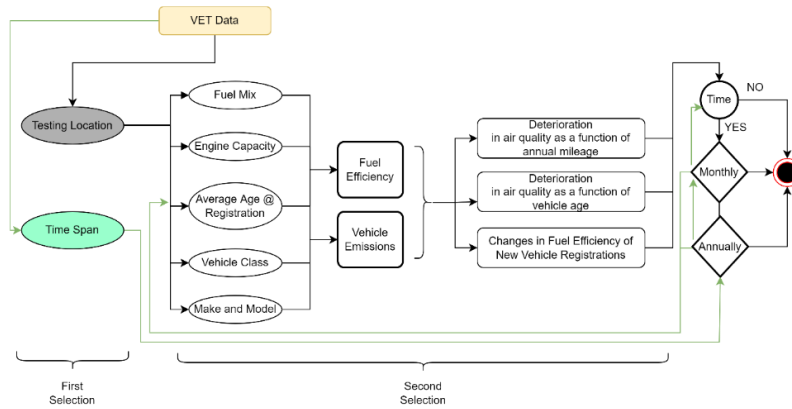 VET Data
Testing Location
Time Span
Fuel Mix
Engine Capacity
Average Age @
Registration
Vehicle Class
Make and Model
Fuel
Efficiency
Vehicle
Emissions
Deterioration
in air quality as a function of
annual mileage
Deterioration
in air quality as a function of
vehicle age
Changes in Fuel Efficiency of
New Vehicle Registrations
Time
NO
YES
Monthly
Annually
First
Selection
Second
Selection